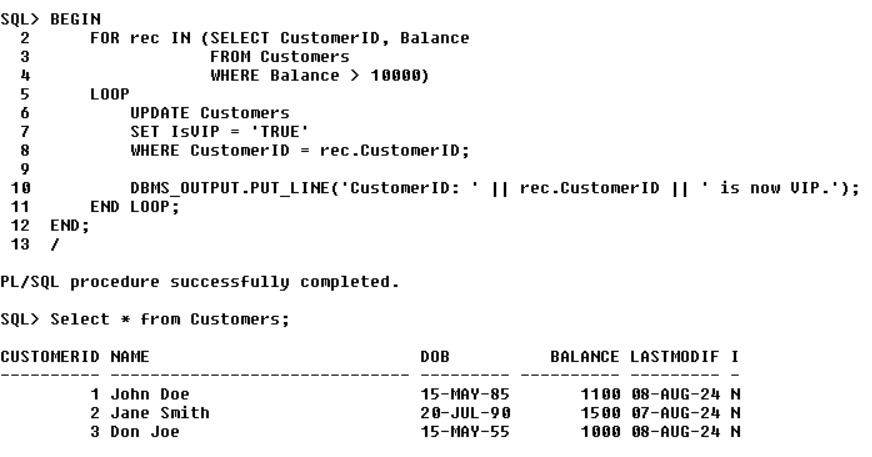 SQL> BEGIN
  2      FOR rec IN (SELECT CustomerID, Balance
  3                  FROM Customers
  4                  WHERE Balance > 10000)
  5      LOOP
  6          UPDATE Customers
  7          SET IsVIP = 'TRUE'
  8          WHERE CustomerID = rec.CustomerID;
  9
 10          DBMS_OUTPUT.PUT_LINE('CustomerID: ' || rec.CustomerID || ' is now VIP.');
 11      END LOOP;
 12  END;
 13  /
PL/SQL procedure successfully completed.
SQL> Select * from Customers;
CUSTOMERID NAME                           DOB          BALANCE LASTMODIF I
---------- ------------------------------ --------- ---------- --------- -
         1 John Doe                       15-MAY-85       1100 08-AUG-24 N
         2 Jane Smith                     20-JUL-90       1500 07-AUG-24 N
         3 Don Joe                        15-MAY-55       1000 08-AUG-24 N